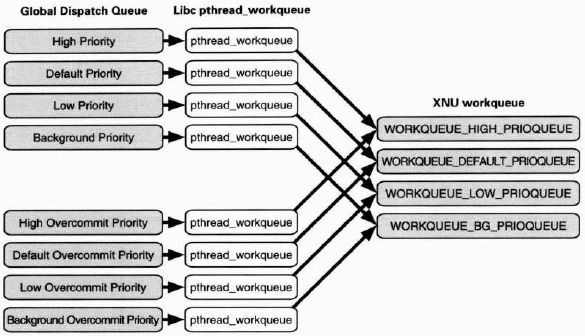 Global Dispatch Queue Libc pthread_workqueue
High Priority pthread_workqueue
Default Priority pthread_workqueue
Low Priority pthread_workqueue
Background Priority pthread_workqueue
XNU workqueue
WORKQUEUE_HIGH_PRIOQUEUE
WORKQUEUE_DEFAULT_PRIOQUEUE
WORKQUEUE_LOW_PRIOQUEUE
WORKQUEUE_BG_PRIOQUEUE
High Overcommit Priority pthread_workqueue
Default Overcommit Priority pthread_workqueue
Low Overcommit Priority pthread_workqueue
Background Overcommit Priority pthread_workqueue